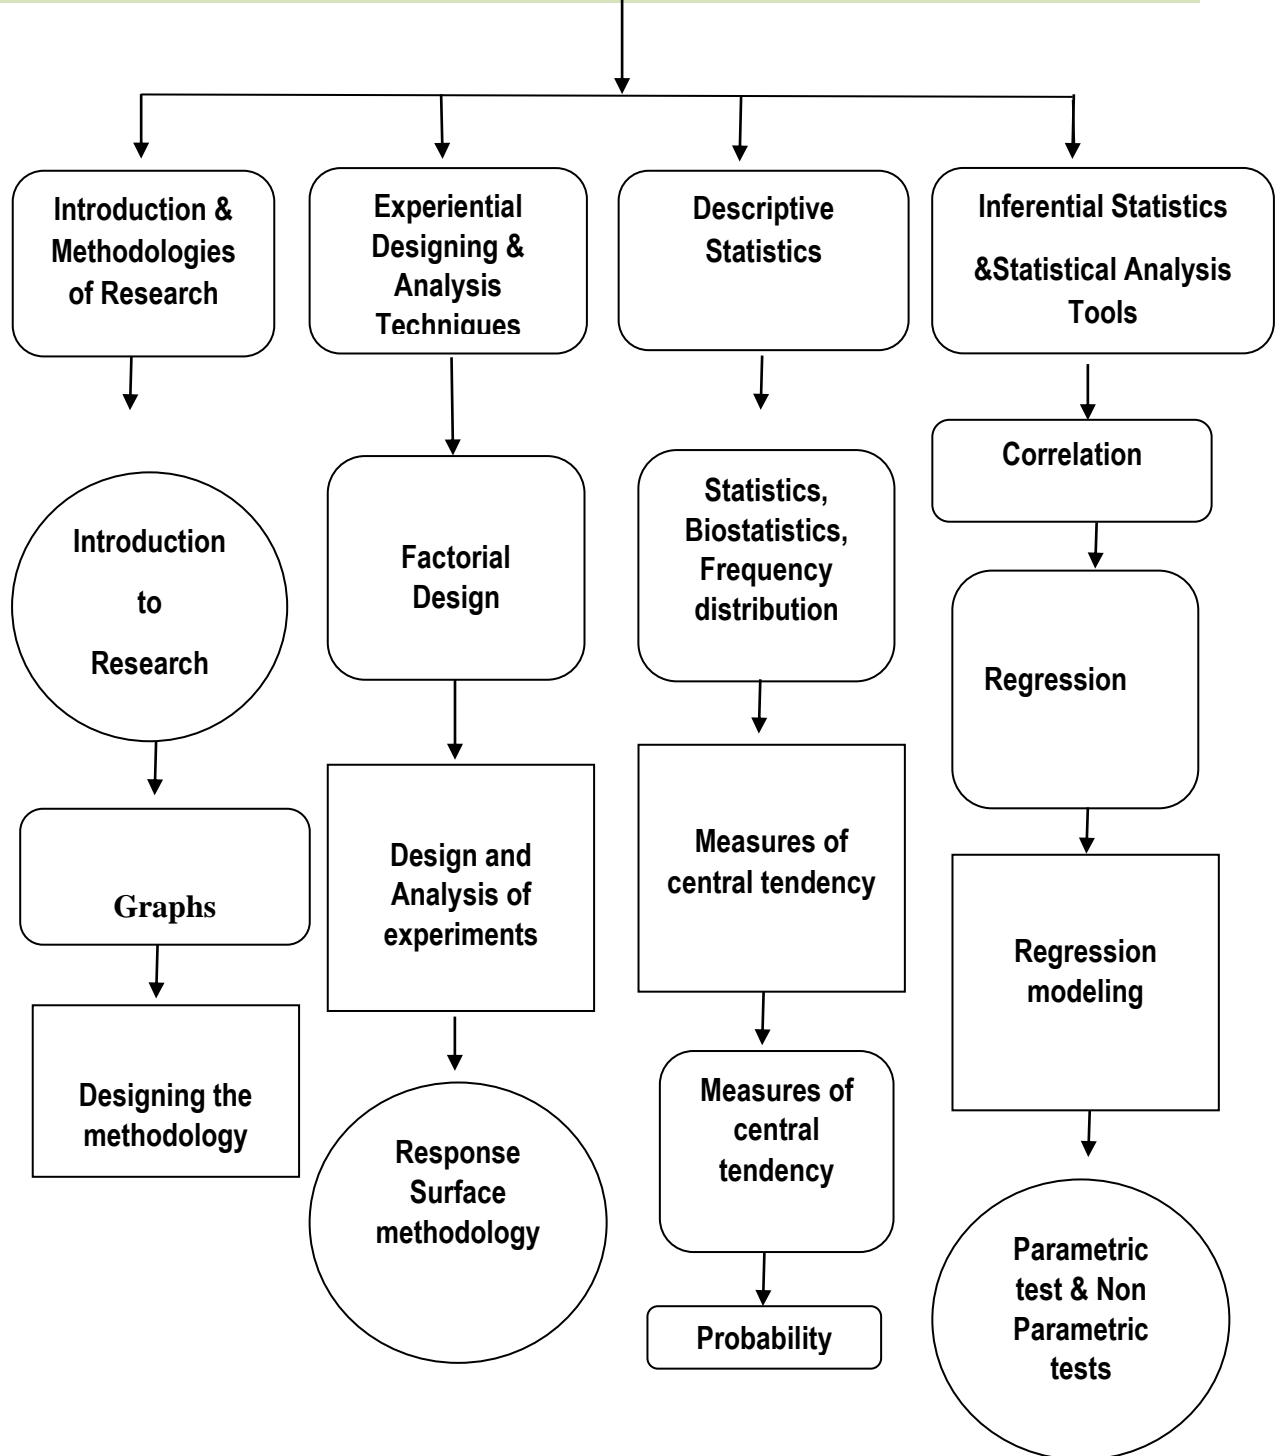 Introduction &
Methodologies
of Research
Experiential
Designing &
Analysis
Techniques
Descriptive
Statistics
Inferential Statistics
&Statistical Analysis
Tools
Introduction
to
Research
Graphs
Designing the
methodology
Factorial
Design
Design and
Analysis of
experiments
Response
Surface
methodology
Statistics,
Biostatistics,
Frequency
distribution
Measures of
central tendency
Measures of
central
tendency
Probability
Correlation
Regression
Regression
modeling
Parametric
test & Non
Parametric
tests